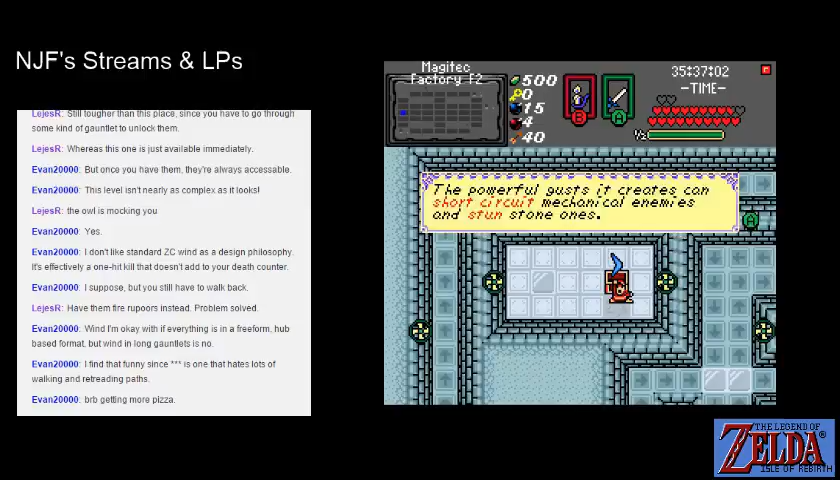 NJF's Streams & LPs
LejesR: Still tougher than this place, since you have to go through
some kind of gauntlet to unlock them.
LejesR: Whereas this one is just available immediately.
Evan20000: But once you have them, they're always accessable.
Evan20000: This level isn't nearly as complex as it looks!
LejesR: the owl is mocking you
Evan20000: Yes.
Evan20000: I don't like standard ZC wind as a design philosophy.
It's effectively a one-hit kill that doesn't add to your death counter.
Evan20000: I suppose, but you still have to walk back.
LejesR: Have them fire rupoors instead. Problem solved.
Evan20000: Wind I'm okay with if everything is in a freeform, hub
based format, but wind in long gauntlets is no.
Evan20000: I find that funny since *** is one that hates lots of
walking and retreading paths.
Evan20000: brb getting more pizza.
Magitec
Factory F2
500
0
15
4
40
B
A
35:37:02
-TIME-
1/2
The powerful gusts it creates can
short circuit mechanical enemies
and stun stone ones.
A
THE LEGEND OF
ZELDA®
ISLE OF REBIRTH